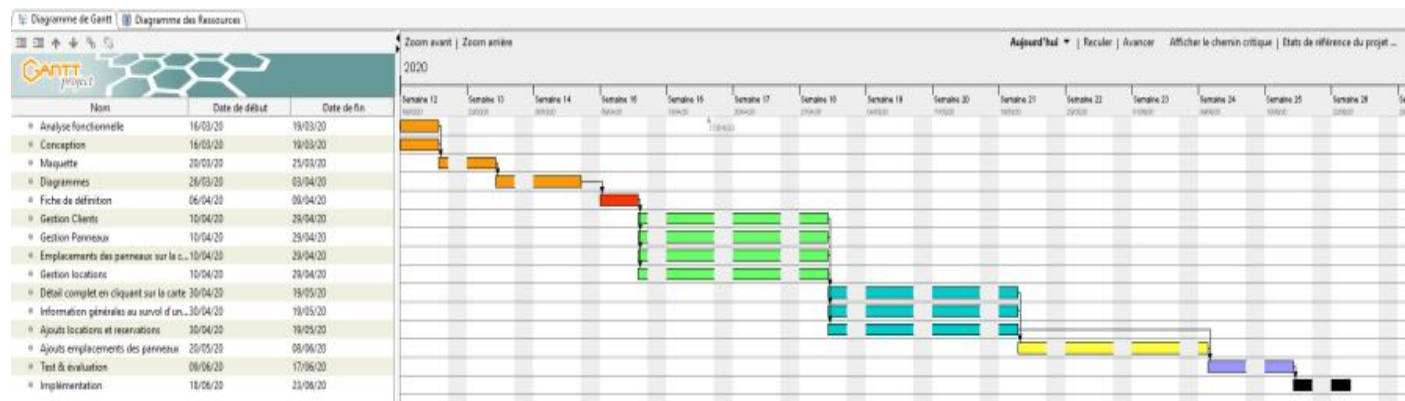 Diagramme de Gantt Diagramme des Ressources
Zoom avant | Zoom arrière Aujourd'hui | Reculer | Avancer Afficher le chemin critique | Etats de référence du projet ...
GANTT project
2020
Nom Date de début Date de fin
Semaine 12 Semaine 13 Semaine 14 Semaine 15 Semaine 16 Semaine 17 Semaine 18 Semaine 19 Semaine 20 Semaine 21 Semaine 22 Semaine 23 Semaine 24 Semaine 25 Semaine 26
Analyse fonctionnelle 16/03/20 19/03/20
Conception 16/03/20 19/03/20
Maquette 20/03/20 25/03/20
Diagrammes 26/03/20 03/04/20
Fiche de définition 06/04/20 09/04/20
Gestion Clients 10/04/20 29/04/20
Gestion Panneaux 10/04/20 29/04/20
Emplacements des panneaux sur la c... 10/04/20 29/04/20
Gestion locations 10/04/20 29/04/20
Détail complet en cliquant sur la carte 30/04/20 19/05/20
Information générales au survol d'un... 30/04/20 19/05/20
Ajouts locations et reservations 30/04/20 19/05/20
Ajouts emplacements des panneaux 20/05/20 08/06/20
Test & évaluation 09/06/20 17/06/20
Implémentation 18/06/20 23/06/20